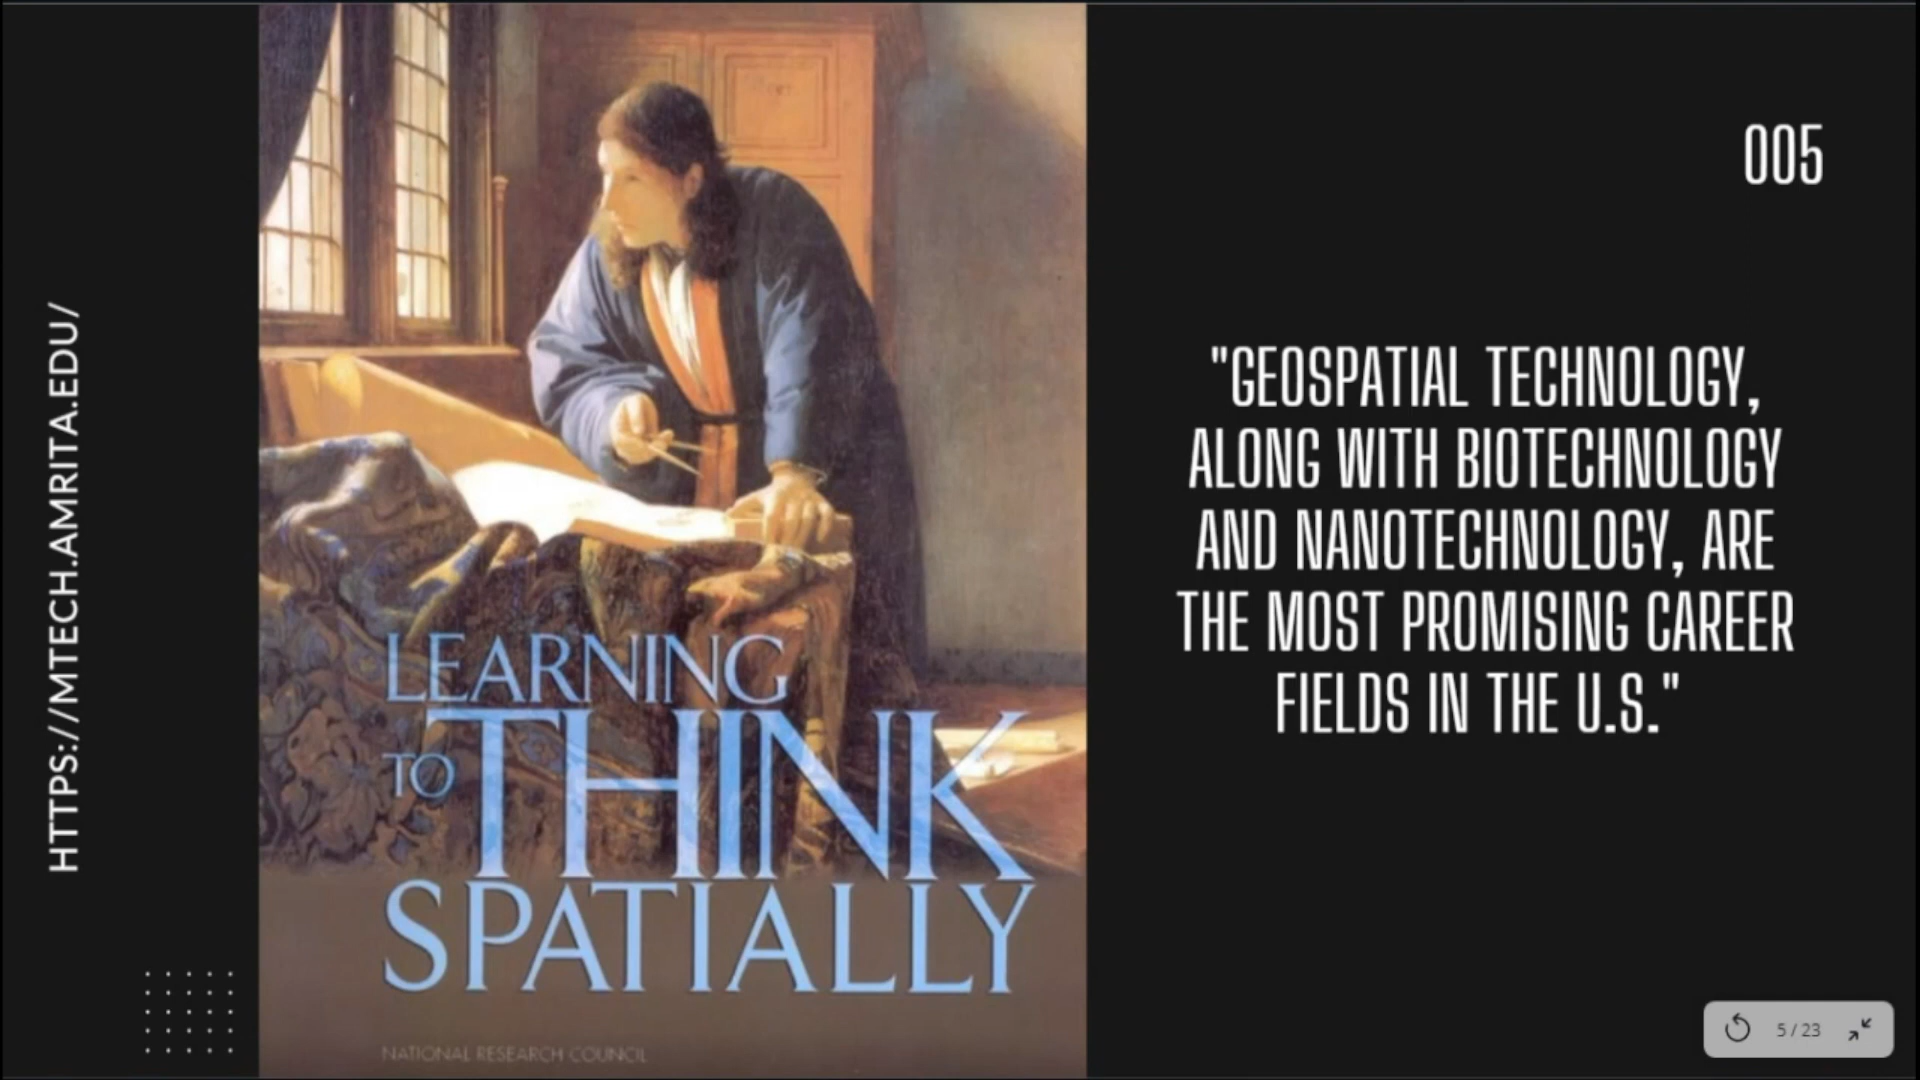 HTTPS://MTECH.AMRITA.EDU/
LEARNING
TO THINK
SPATIALLY
NATIONAL RESEARCH COUNCIL
005
"GEOSPATIAL TECHNOLOGY,
ALONG WITH BIOTECHNOLOGY
AND NANOTECHNOLOGY, ARE
THE MOST PROMISING CAREER
FIELDS IN THE U.S."
5 / 23